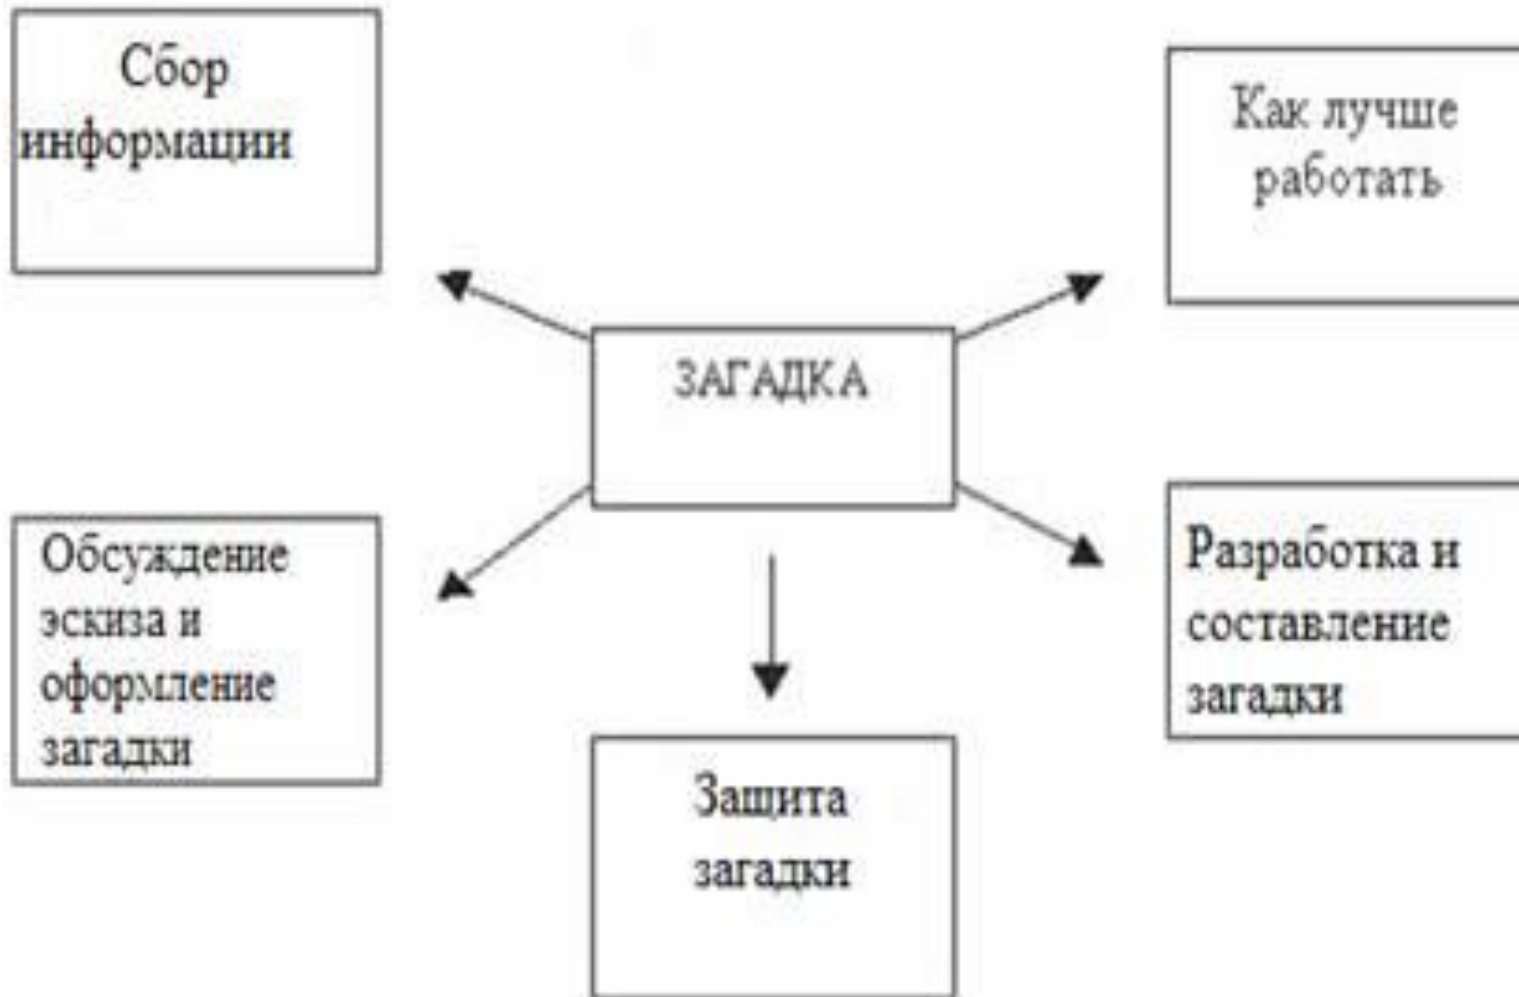 Сбор
информации
Как лучше
работать
ЗАГАДКА
Обсуждение
эскиза и
оформление
загадки
Разработка и
составление
загадки
Защита
загадки